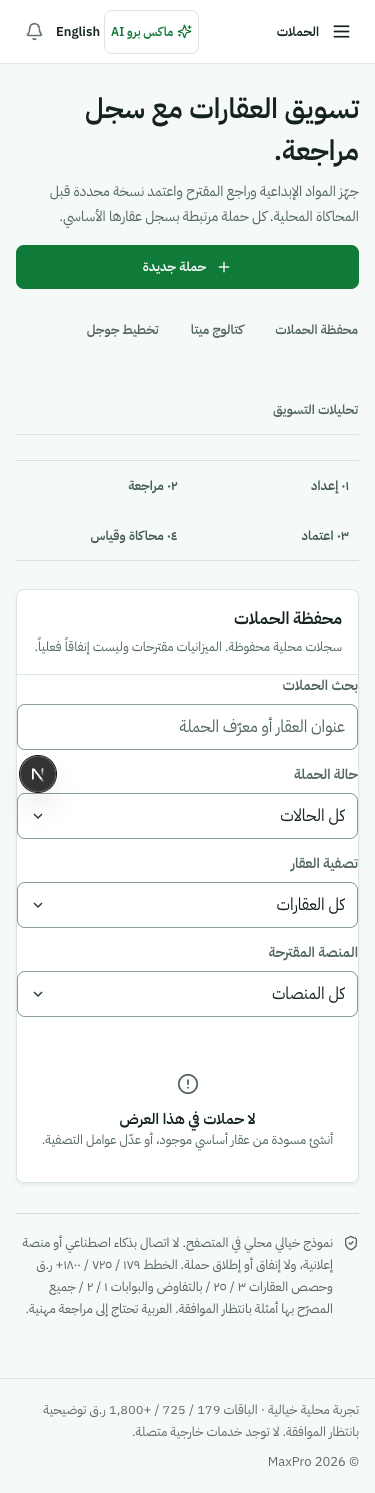 الحملات
ماكس برو AI
English
تسويق العقارات مع سجل
مراجعة.
جهّز المواد الإبداعية وراجع المقترح واعتمد نسخة محددة قبل
المحاكاة المحلية. كل حملة مرتبطة بسجل عقارها الأساسي.
حملة جديدة
محفظة الحملات
كتالوج ميتا
تخطيط جوجل
تحليلات التسويق
٠١ إعداد
٠٢ مراجعة
٠٣ اعتماد
٠٤ محاكاة وقياس
محفظة الحملات
سجلات محلية محفوظة. الميزانيات مقترحات وليست إنفاقاً فعلياً.
بحث الحملات
عنوان العقار أو معرّف الحملة
حالة الحملة
كل الحالات
تصفية العقار
كل العقارات
المنصة المقترحة
كل المنصات
لا حملات في هذا العرض
أنشئ مسودة من عقار أساسي موجود، أو عدّل عوامل التصفية.
نموذج خيالي محلي في المتصفح. لا اتصال بذكاء اصطناعي أو منصة
إعلانية، ولا إنفاق أو إطلاق حملة. الخطط ١٧٩ / ٧٢٥ / ١٨٠٠+ ر.ق
وحصص العقارات ٣ / ٢٥ / بالتفاوض والبوابات ١ / ٢ / جميع
المصرّح بها أمثلة بانتظار الموافقة. العربية تحتاج إلى مراجعة مهنية.
تجربة محلية خيالية · الباقات 179 / 725 / +1,800 ر.ق توضيحية
بانتظار الموافقة. لا توجد خدمات خارجية متصلة.
© 2026 MaxPro